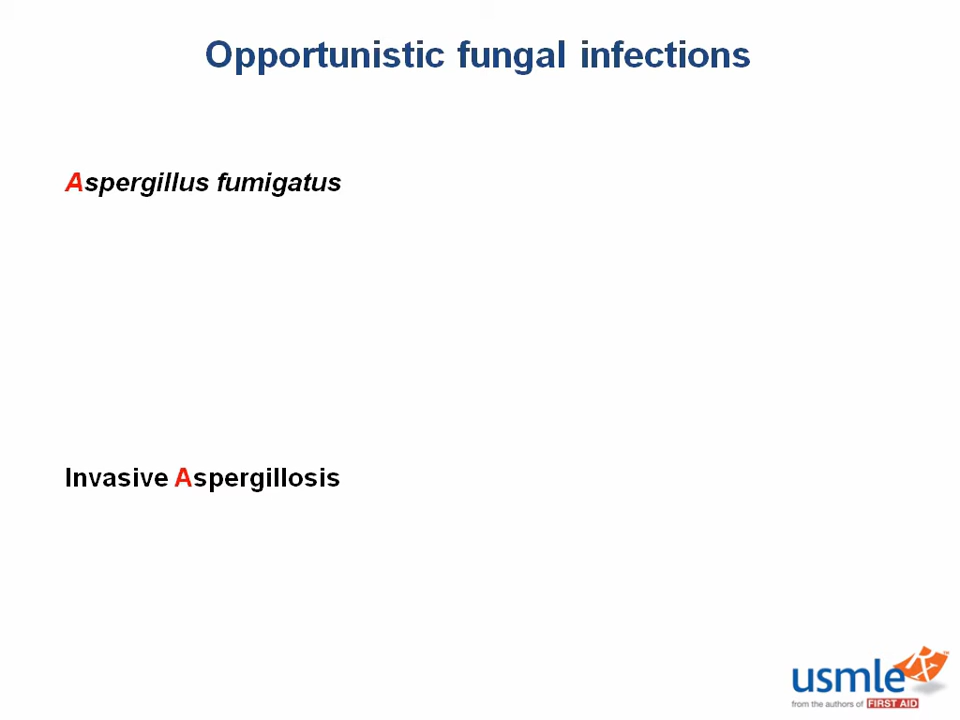 Opportunistic fungal infections
Aspergillus fumigatus
Invasive Aspergillosis
usmle
from the authors of FIRST AID